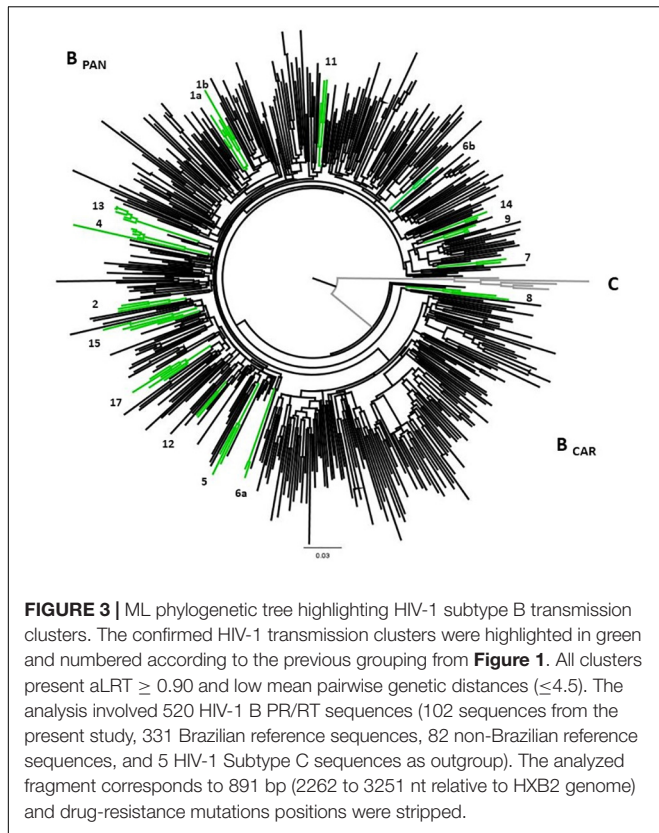 B PAN
11
1b
1a
6b
14
9
13
4
7
C
8
2
15
17
12
B CAR
5
6a
0.03
FIGURE 3 | ML phylogenetic tree highlighting HIV-1 subtype B transmission
clusters. The confirmed HIV-1 transmission clusters were highlighted in green
and numbered according to the previous grouping from Figure 1. All clusters
present aLRT ≥ 0.90 and low mean pairwise genetic distances (≤4.5). The
analysis involved 520 HIV-1 B PR/RT sequences (102 sequences from the
present study, 331 Brazilian reference sequences, 82 non-Brazilian reference
sequences, and 5 HIV-1 Subtype C sequences as outgroup). The analyzed
fragment corresponds to 891 bp (2262 to 3251 nt relative to HXB2 genome)
and drug-resistance mutations positions were stripped.